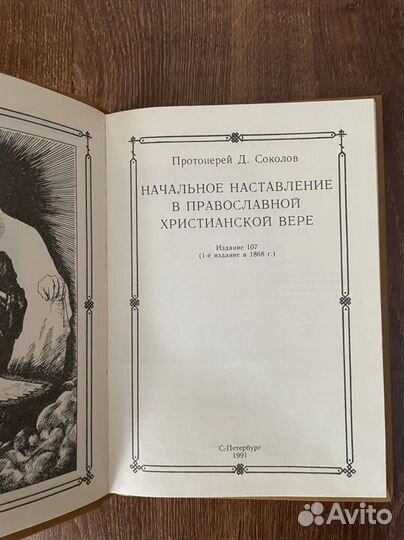 Протоиерей Д. Соколов
НАЧАЛЬНОЕ НАСТАВЛЕНИЕ
В ПРАВОСЛАВНОЙ
ХРИСТИАНСКОЙ ВЕРЕ
Издание 107
(1-е издание в 1868 г.)
С.-Петербург
1991
Avito